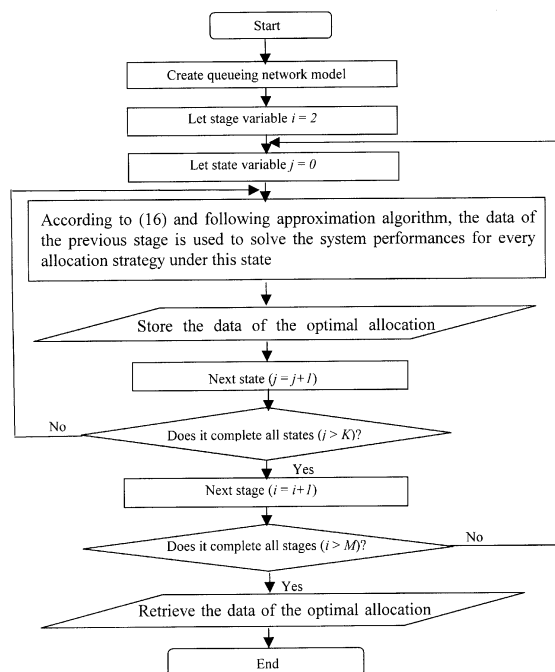 Start
Create queueing network model
Let stage variable i = 2
Let state variable j = 0
According to (16) and following approximation algorithm, the data of
the previous stage is used to solve the system performances for every
allocation strategy under this state
Store the data of the optimal allocation
Next state (j = j+1)
No
Does it complete all states (j > K)?
Yes
Next stage (i = i+1)
Does it complete all stages (i > M)?
No
Yes
Retrieve the data of the optimal allocation
End